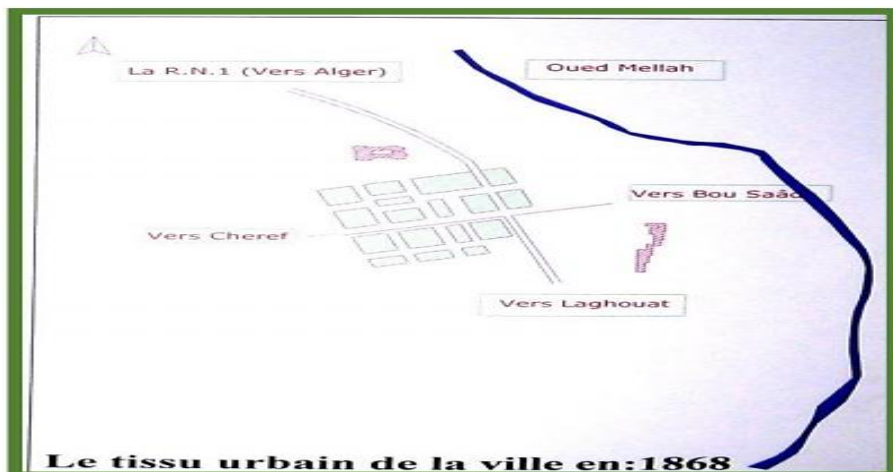 La R.N.1 (Vers Alger)
Oued Mellah
Vers Bou Saâd
Vers Cheref
Vers Laghouat
Le tissu urbain de la ville en:1868